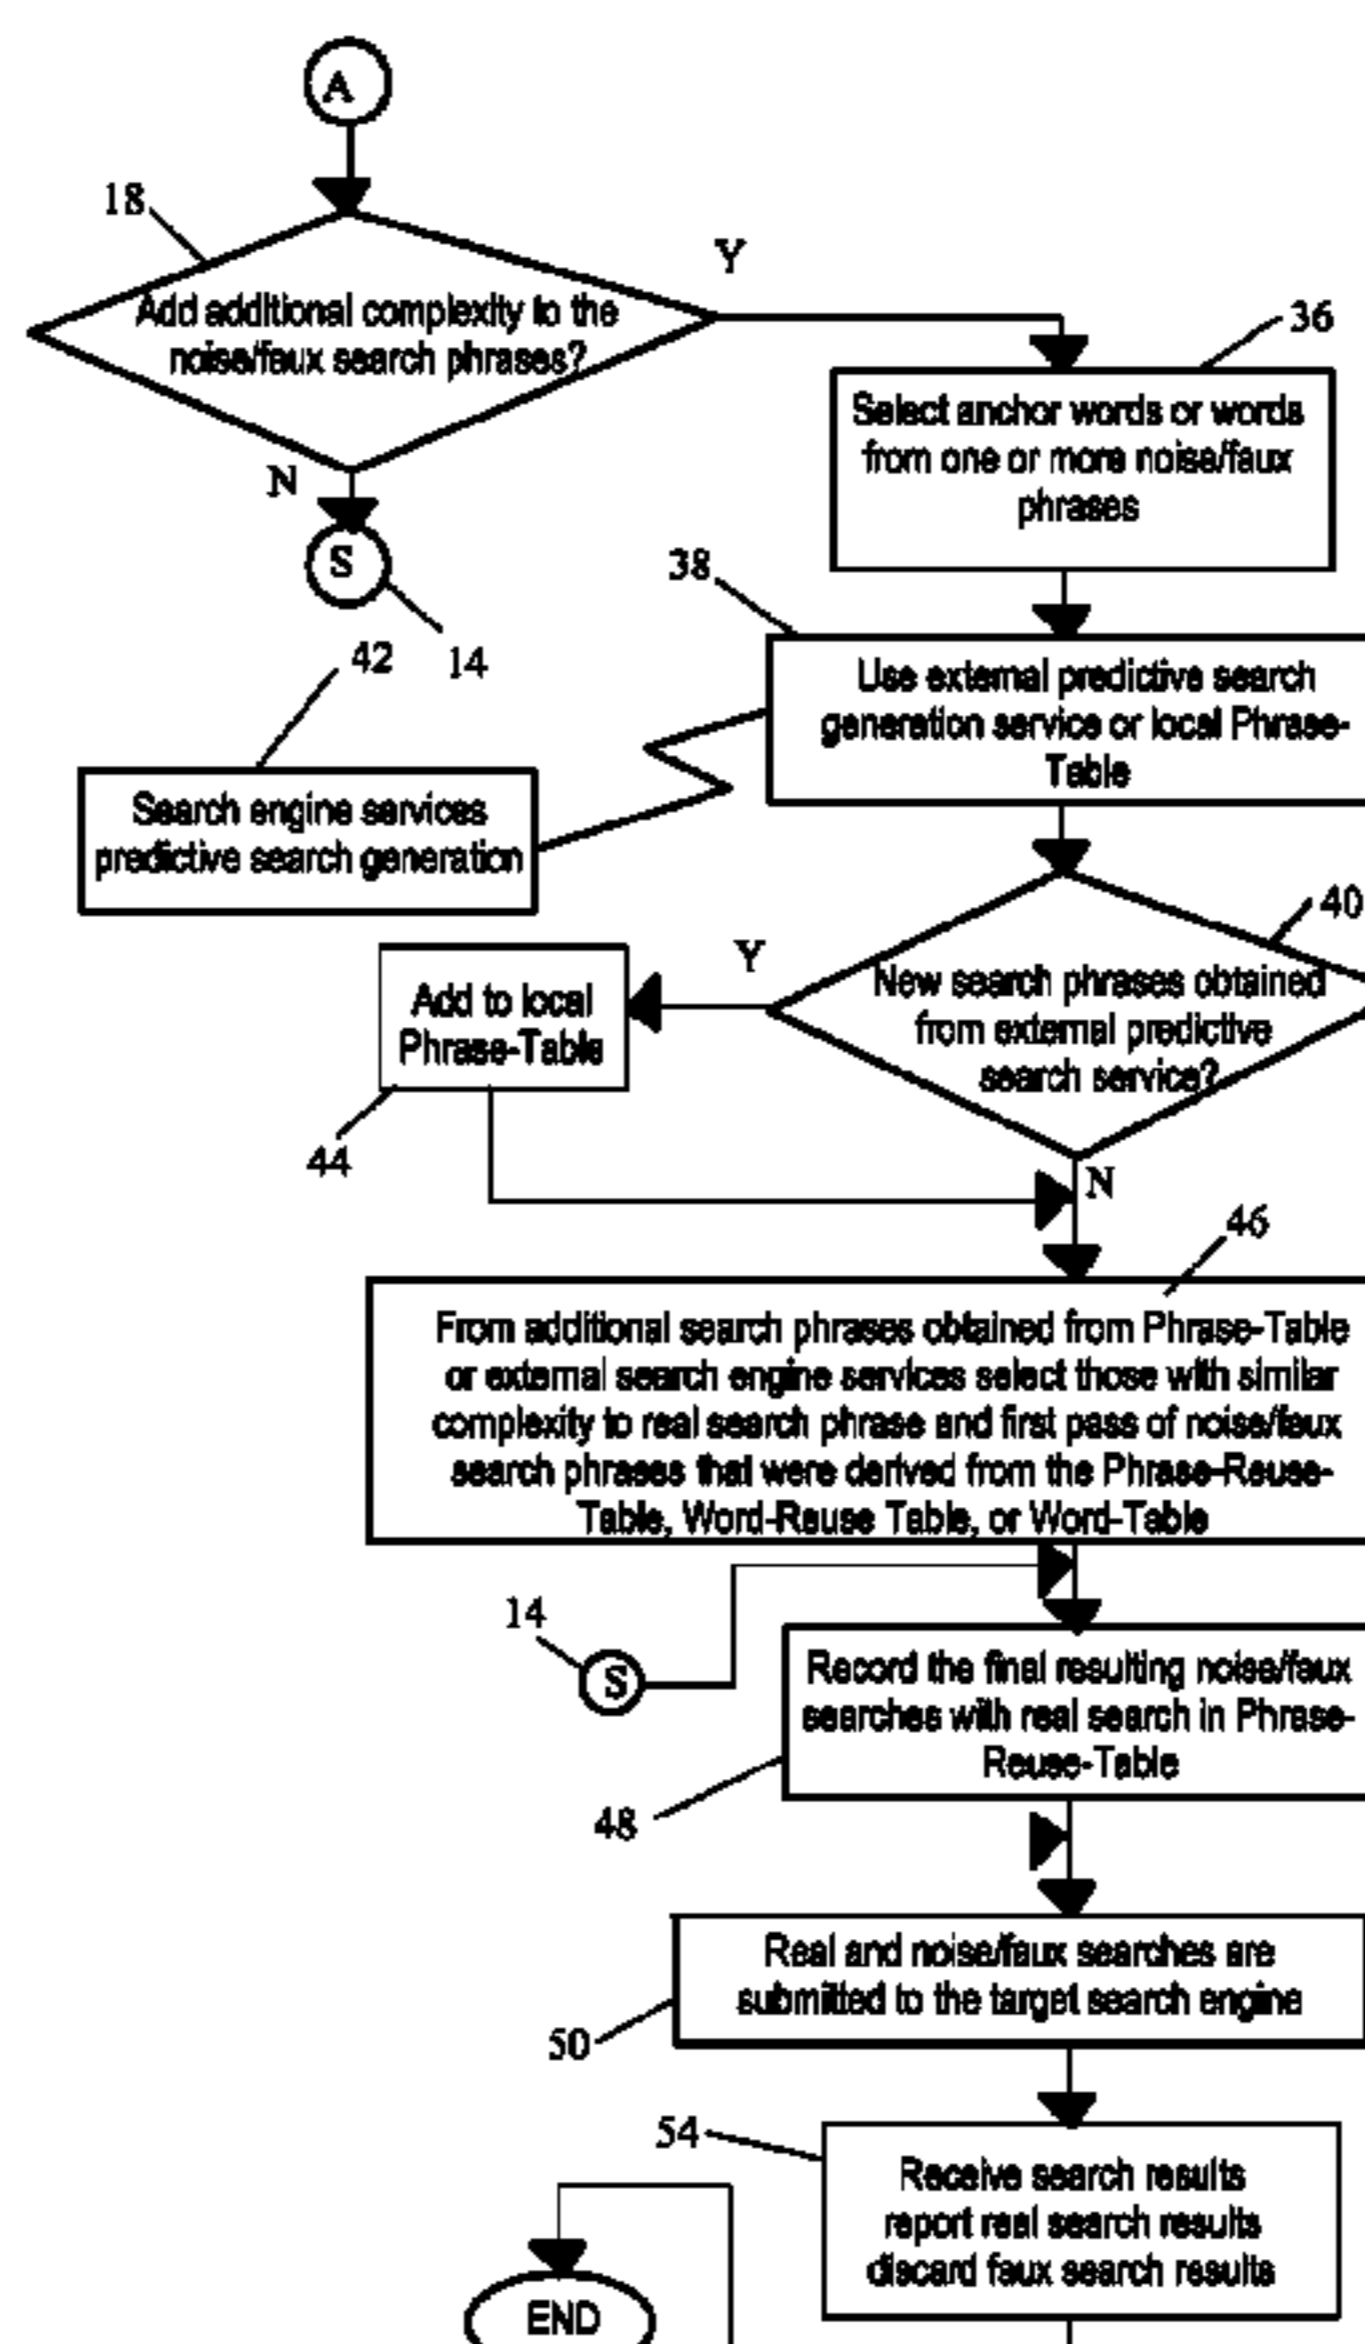 A
18
Y
Add additional complexity to the
noise/faux search phrases?
36
Select anchor words or words
from one or more noise/faux
phrases
N
S
14
38
Use external predictive search
generation service or local Phrase-
Table
42
Search engine services
predictive search generation
40
Y
New search phrases obtained
from external predictive
search service?
Add to local
Phrase-Table
44
N
46
From additional search phrases obtained from Phrase-Table
or external search engine services select those with similar
complexity to real search phrase and first pass of noise/faux
search phrases that were derived from the Phrase-Reuse-
Table, Word-Reuse Table, or Word-Table
14
S
Record the final resulting noise/faux
searches with real search in Phrase-
Reuse-Table
48
Real and noise/faux searches are
submitted to the target search engine
50
54
Receive search results
report real search results
discard faux search results
END